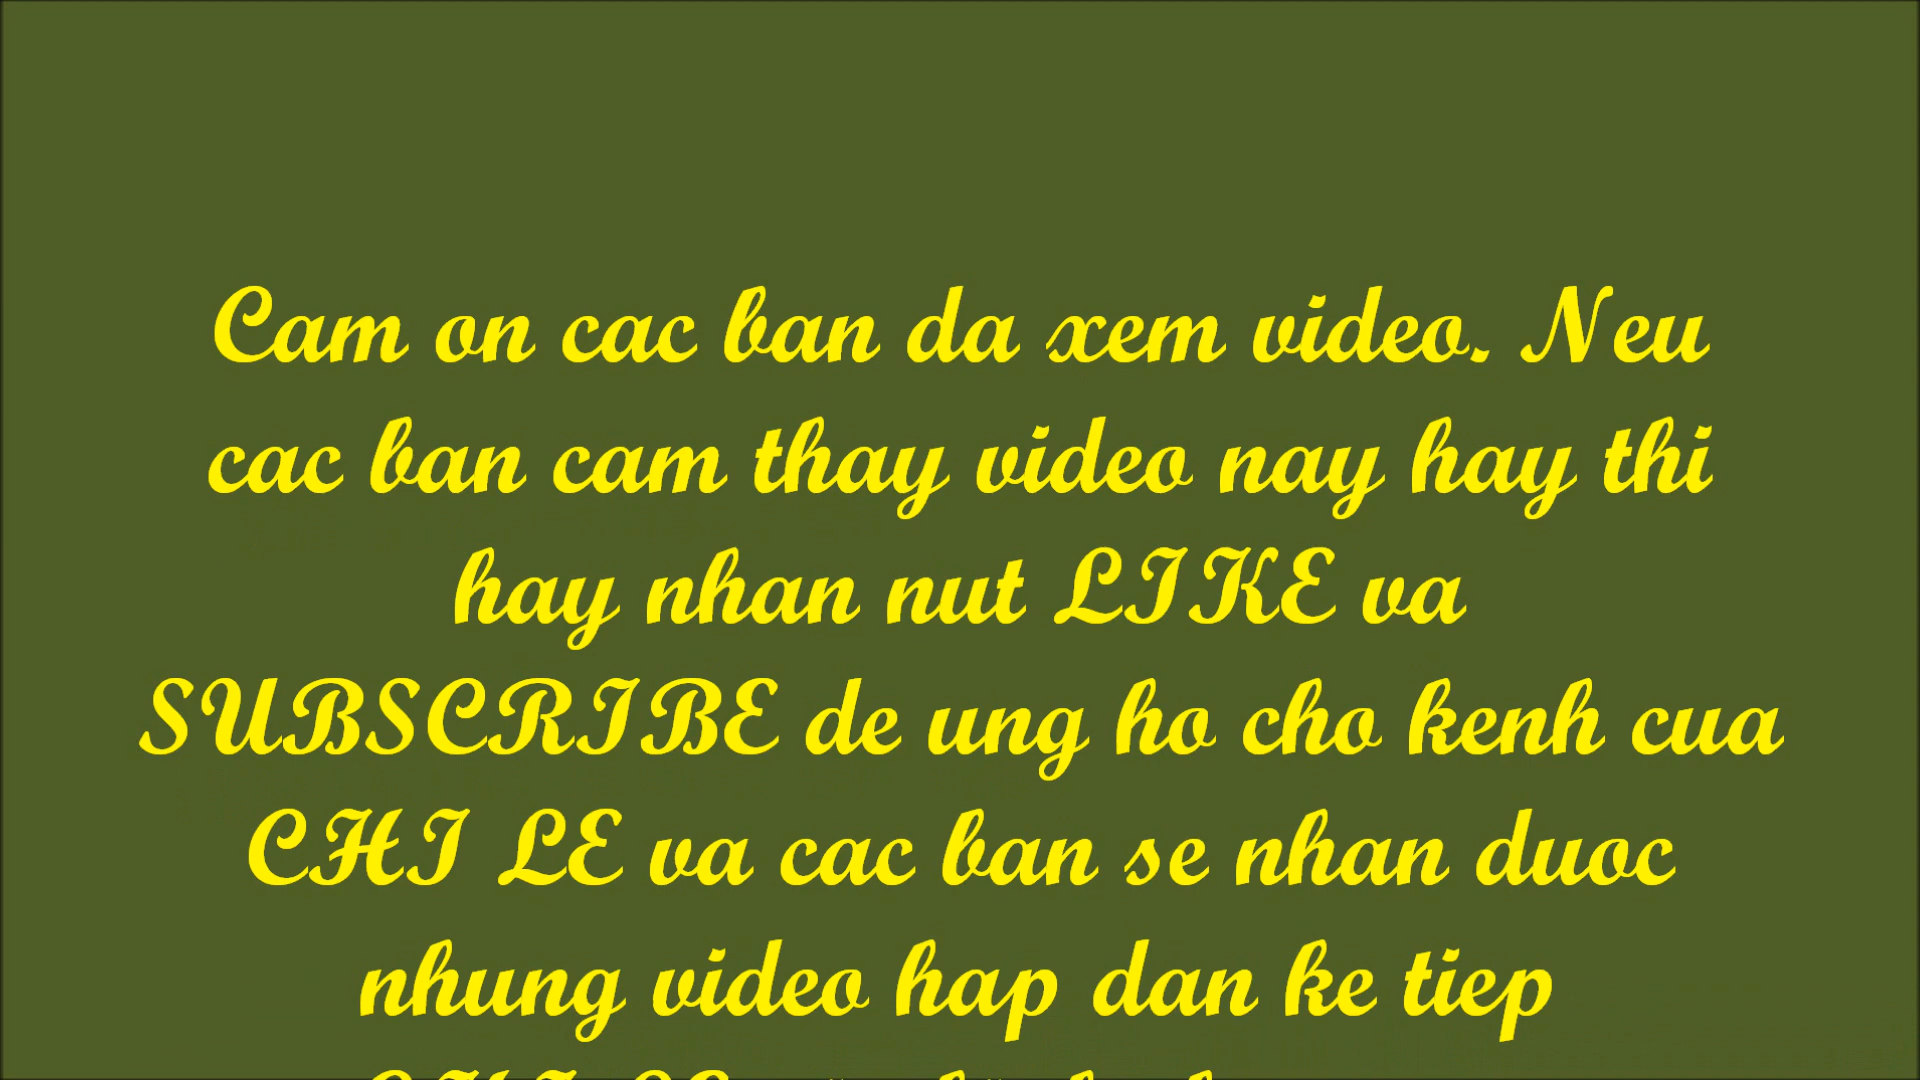 Cam on cac ban da xem video. Neu
cac ban cam thay video nay hay thi
hay nhan nut LIKE va
SUBSCRIBE de ung ho cho kenh cua
CHI LE va cac ban se nhan duoc
nhung video hap dan ke tiep
CHI LE